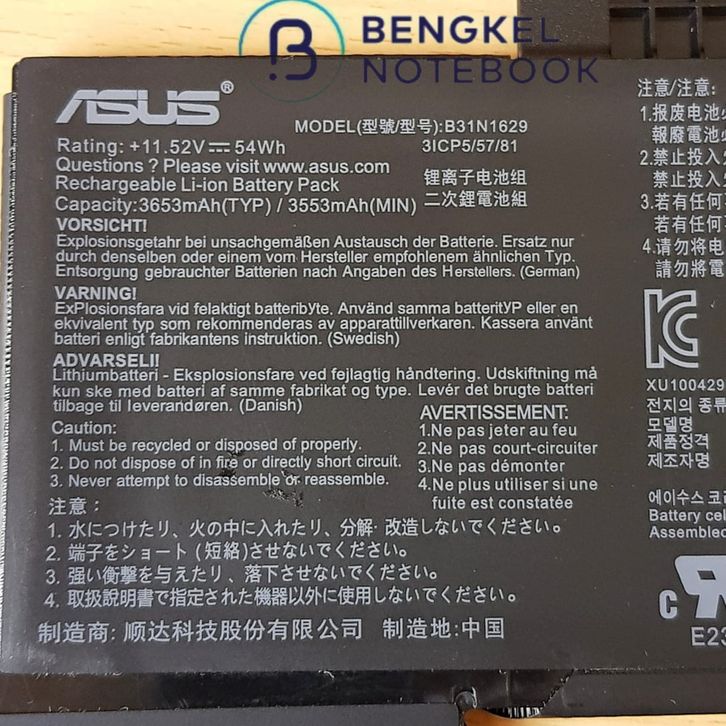 BENGKEL
NOTEBOOK
ASUS®
MODEL(型號/型号):B31N1629
Rating: +11.52V⎓54Wh
3ICP5/57/81
Questions ? Please visit www.asus.com
Rechargeable Li-ion Battery Pack
锂离子电池组
Capacity:3653mAh(TYP) / 3553mAh(MIN)
二次鋰電池組
VORSICHT!
Explosionsgetahr bei unsachgemäßen Austausch der Batterie. Ersatz nur
durch denselben oder einem vom Hersteller empfohlenem ähnlichen Typ.
Entsorgung gebrauchter Batterien nach Angaben des Herstellers. (German)
VARNING!
ExPlosionsfara vid felaktigt batteribyte. Använd samma batterityP eller en
ekvivalent typ som rekommenderas av apparattillverkaren. Kassera använt
batteri enligt fabrikantens instruktion. (Swedish)
ADVARSELI!
Lithiumbatteri - Eksplosionsfare ved fejlagtig håndtering. Udskiftning må
kun ske med batteri af samme fabrikat og type. Levér det brugte batteri
tilbage til leverandøren. (Danish)
Caution:
1. Must be recycled or disposed of properly.
2. Do not dispose of in fire or directly short circuit.
3. Never attempt to disassemble or reassemble.
AVERTISSEMENT:
1.Ne pas jeter au feu
2.Ne pas court-circuiter
3.Ne pas démonter
4.Ne plus utiliser si une
fuite est constatée
注意：
1. 水につけたリ、火の中に入れたリ、分解· 改造しないでください。
2. 端子をショート (短絡)させないでください。
3. 强い衝撃を与えたリ、落下させないでください。
4. 取扱説明書で指定された機器以外に使用しないてください。
制造商: 顺达科技股份有限公司 制造地:中国
注意/注意:
1.报废电池
報廢電池
2.禁止投入
禁止投入
3.若有任何
若有任何
4.请勿将电
請勿將電
KC
XU100429
전지의 종류
모델명
제품정격
제조자명
에이수스 코
Battery cel
Assembled
c
E23